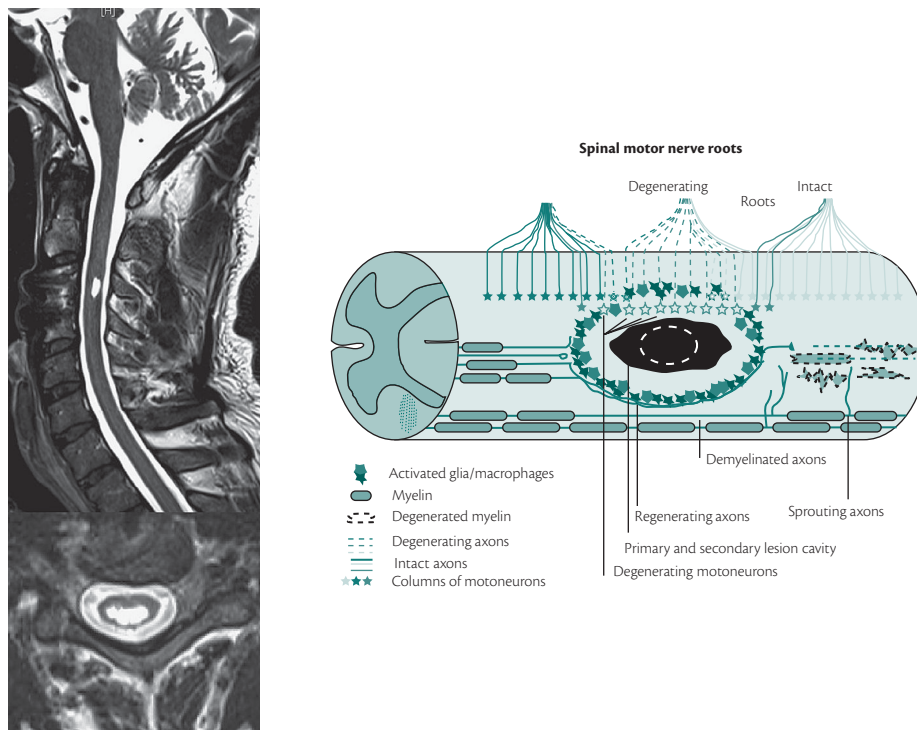 [H]
Spinal motor nerve roots
Degenerating
Intact
Roots
Demyelinated axons
Activated glia/macrophages
Myelin
Degenerated myelin
Degenerating axons
Intact axons
Columns of motoneurons
Regenerating axons
Sprouting axons
Primary and secondary lesion cavity
Degenerating motoneurons